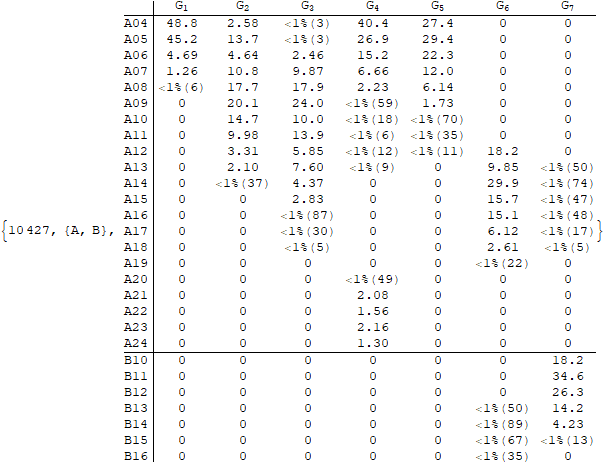 G1 G2 G3 G4 G5 G6 G7
A04 48.8 2.58 <1%(3) 40.4 27.4 0 0
A05 45.2 13.7 <1%(3) 26.9 29.4 0 0
A06 4.69 4.64 2.46 15.2 22.3 0 0
A07 1.26 10.8 9.87 6.66 12.0 0 0
A08 <1%(6) 17.7 17.9 2.23 6.14 0 0
A09 0 20.1 24.0 <1%(59) 1.73 0 0
A10 0 14.7 10.0 <1%(18) <1%(70) 0 0
A11 0 9.98 13.9 <1%(6) <1%(35) 0 0
A12 0 3.31 5.85 <1%(12) <1%(11) 18.2 0
A13 0 2.10 7.60 <1%(9) 0 9.85 <1%(50)
A14 0 <1%(37) 4.37 0 0 29.9 <1%(74)
A15 0 0 2.83 0 0 15.7 <1%(47)
A16 0 0 <1%(87) 0 0 15.1 <1%(48)
{10 427, {A, B}, A17 0 0 <1%(30) 0 0 6.12 <1%(17)}
A18 0 0 <1%(5) 0 0 2.61 <1%(5)
A19 0 0 0 0 0 <1%(22) 0
A20 0 0 0 <1%(49) 0 0 0
A21 0 0 0 2.08 0 0 0
A22 0 0 0 1.56 0 0 0
A23 0 0 0 2.16 0 0 0
A24 0 0 0 1.30 0 0 0
B10 0 0 0 0 0 0 18.2
B11 0 0 0 0 0 0 34.6
B12 0 0 0 0 0 0 26.3
B13 0 0 0 0 0 <1%(50) 14.2
B14 0 0 0 0 0 <1%(89) 4.23
B15 0 0 0 0 0 <1%(67) <1%(13)
B16 0 0 0 0 0 <1%(35) 0